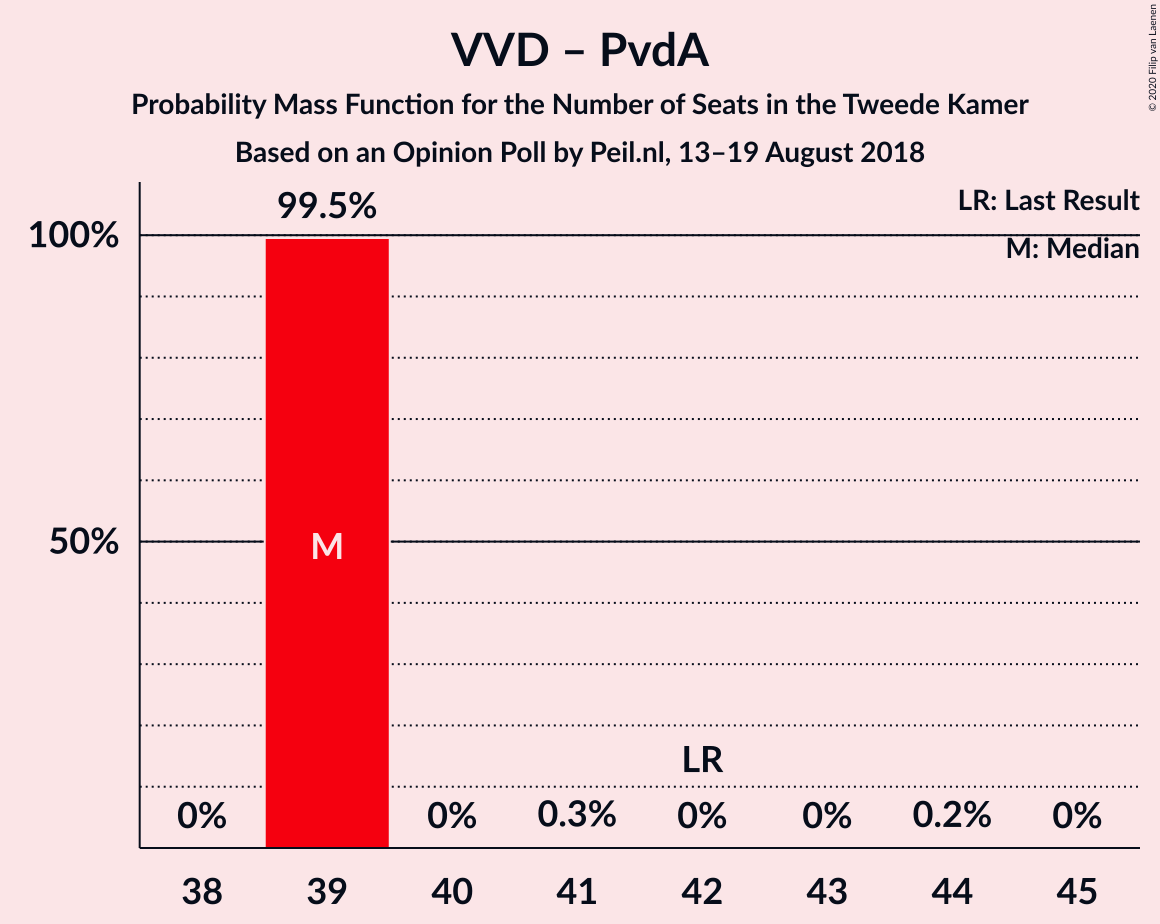 VVD – PvdA
Probability Mass Function for the Number of Seats in the Tweede Kamer
Based on an Opinion Poll by Peil.nl, 13–19 August 2018
© 2020 Filip van Laenen
LR: Last Result
M: Median
99.5%
100%
50%
M
LR
0% 0% 0.3% 0% 0% 0.2% 0%
38 39 40 41 42 43 44 45